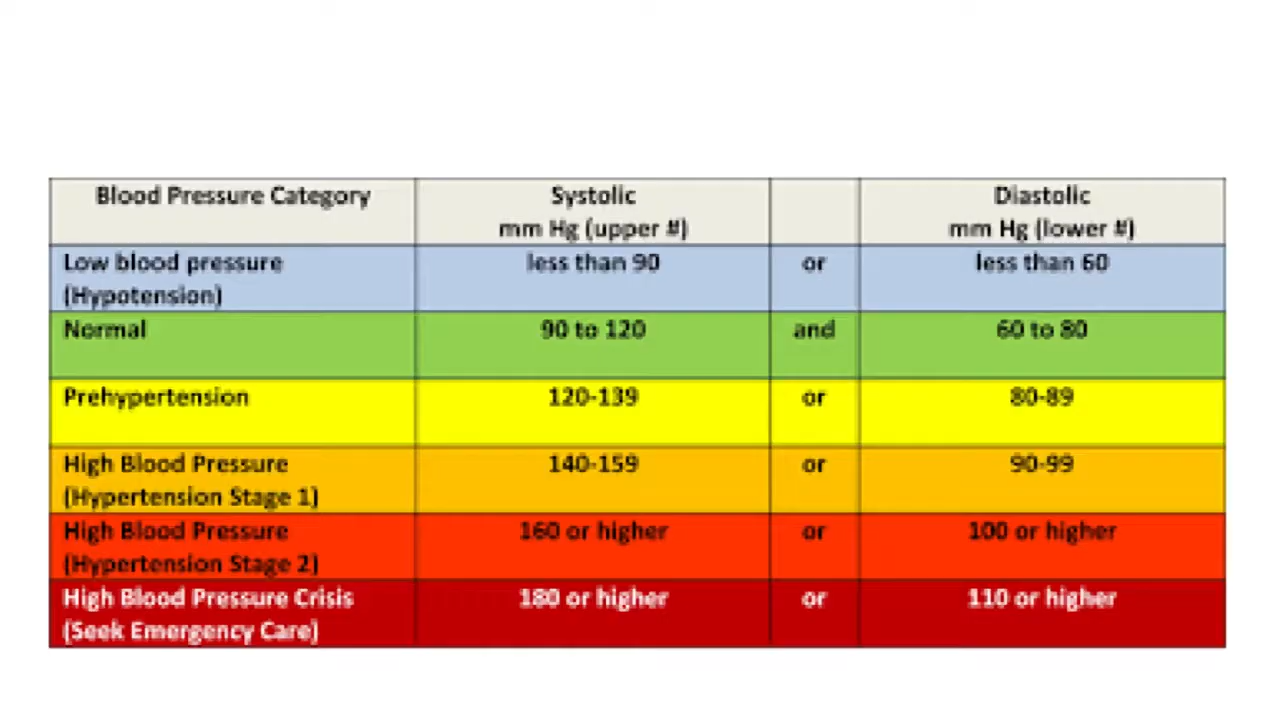 Blood Pressure Category Systolic Diastolic
mm Hg (upper #) mm Hg (lower #)
Low blood pressure less than 90 or less than 60
(Hypotension)
Normal 90 to 120 and 60 to 80
Prehypertension 120-139 or 80-89
High Blood Pressure 140-159 or 90-99
(Hypertension Stage 1)
High Blood Pressure 160 or higher or 100 or higher
(Hypertension Stage 2)
High Blood Pressure Crisis 180 or higher or 110 or higher
(Seek Emergency Care)